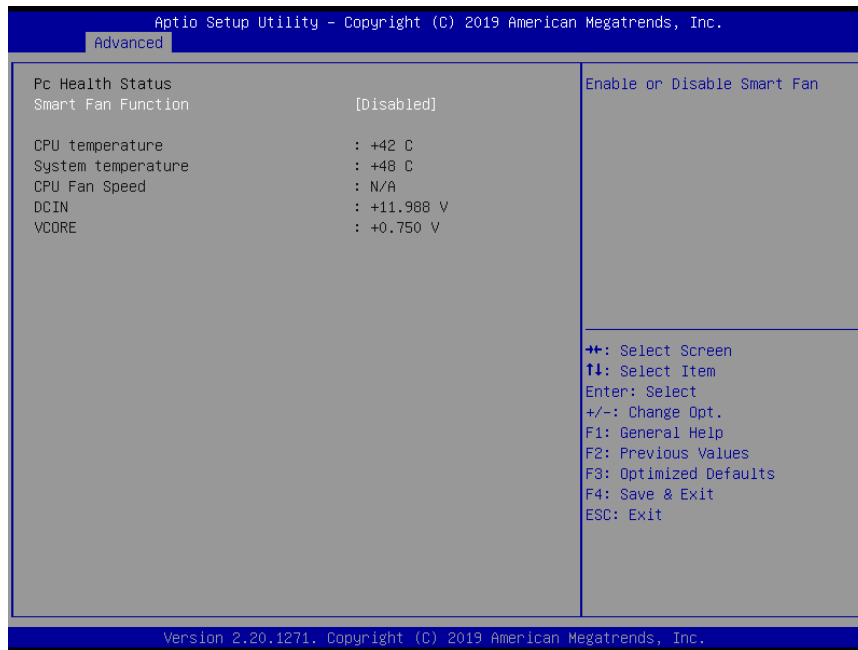 Aptio Setup Utility – Copyright (C) 2019 American Megatrends, Inc.
Advanced
Pc Health Status
Smart Fan Function [Disabled]
CPU temperature : +42 C
System temperature : +48 C
CPU Fan Speed : N/A
DCIN : +11.988 V
VCORE : +0.750 V
Enable or Disable Smart Fan
→←: Select Screen
↑↓: Select Item
Enter: Select
+/-: Change Opt.
F1: General Help
F2: Previous Values
F3: Optimized Defaults
F4: Save & Exit
ESC: Exit
Version 2.20.1271. Copyright (C) 2019 American Megatrends, Inc.